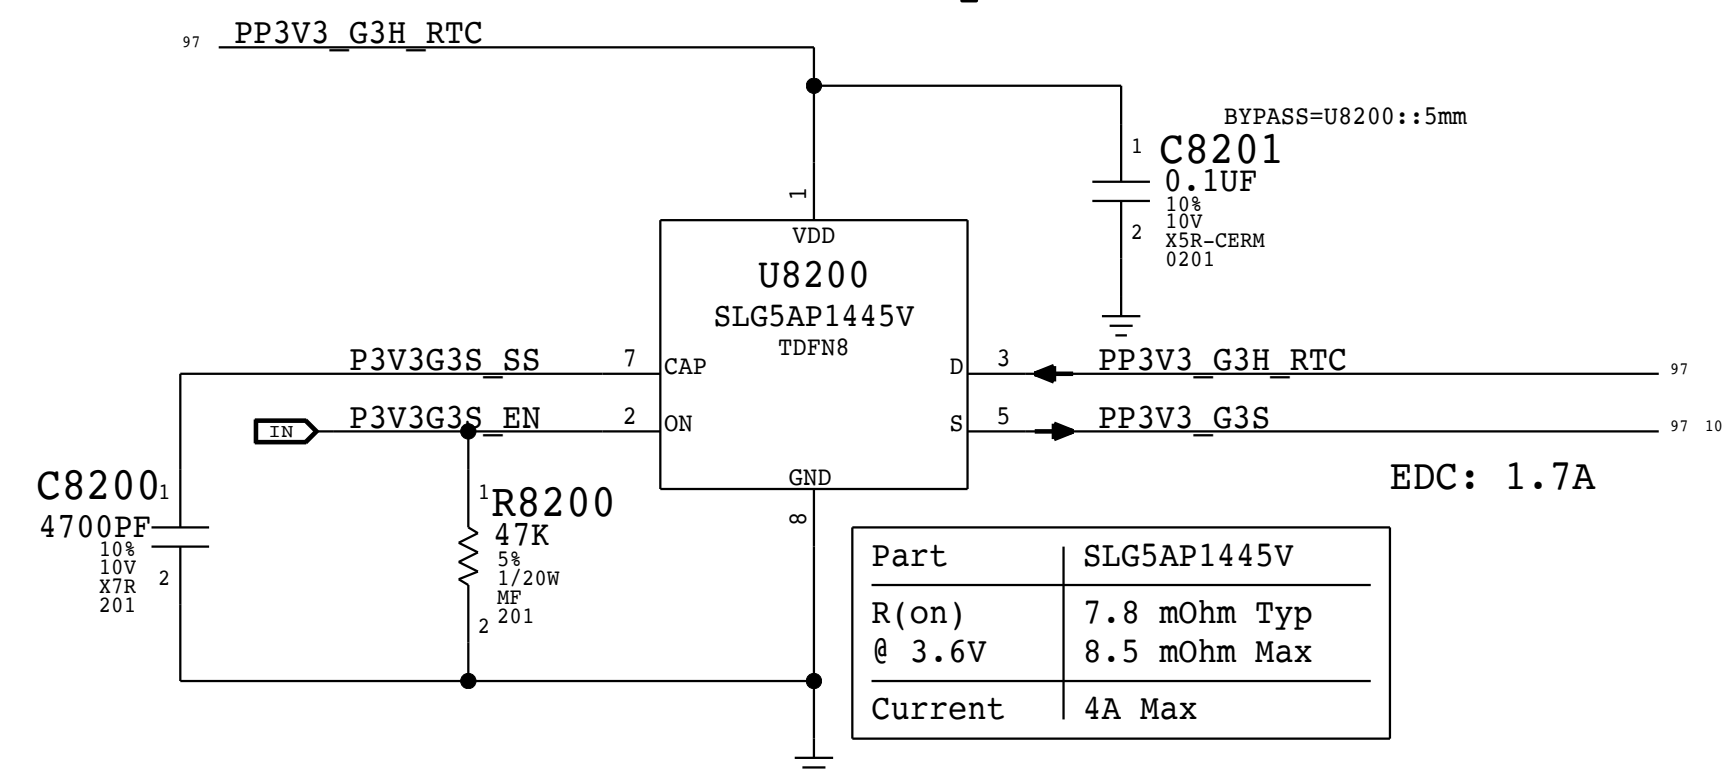 97 PP3V3_G3H_RTC
BYPASS=U8200::5mm
1 C8201
0.1UF
10%
10V
2 X5R-CERM
0201
1
VDD
U8200
SLG5AP1445V
TDFN8
P3V3G3S_SS 7 CAP
D 3 PP3V3_G3H_RTC 97
IN P3V3G3S_EN 2 ON
S 5 PP3V3_G3S 97 10
GND
8
EDC: 1.7A
C8200 1
4700PF
10%
10V
X7R 2
201
1 R8200
47K
5%
1/20W
MF
2 201
Part SLG5AP1445V
R(on) 7.8 mOhm Typ
@ 3.6V 8.5 mOhm Max
Current 4A Max